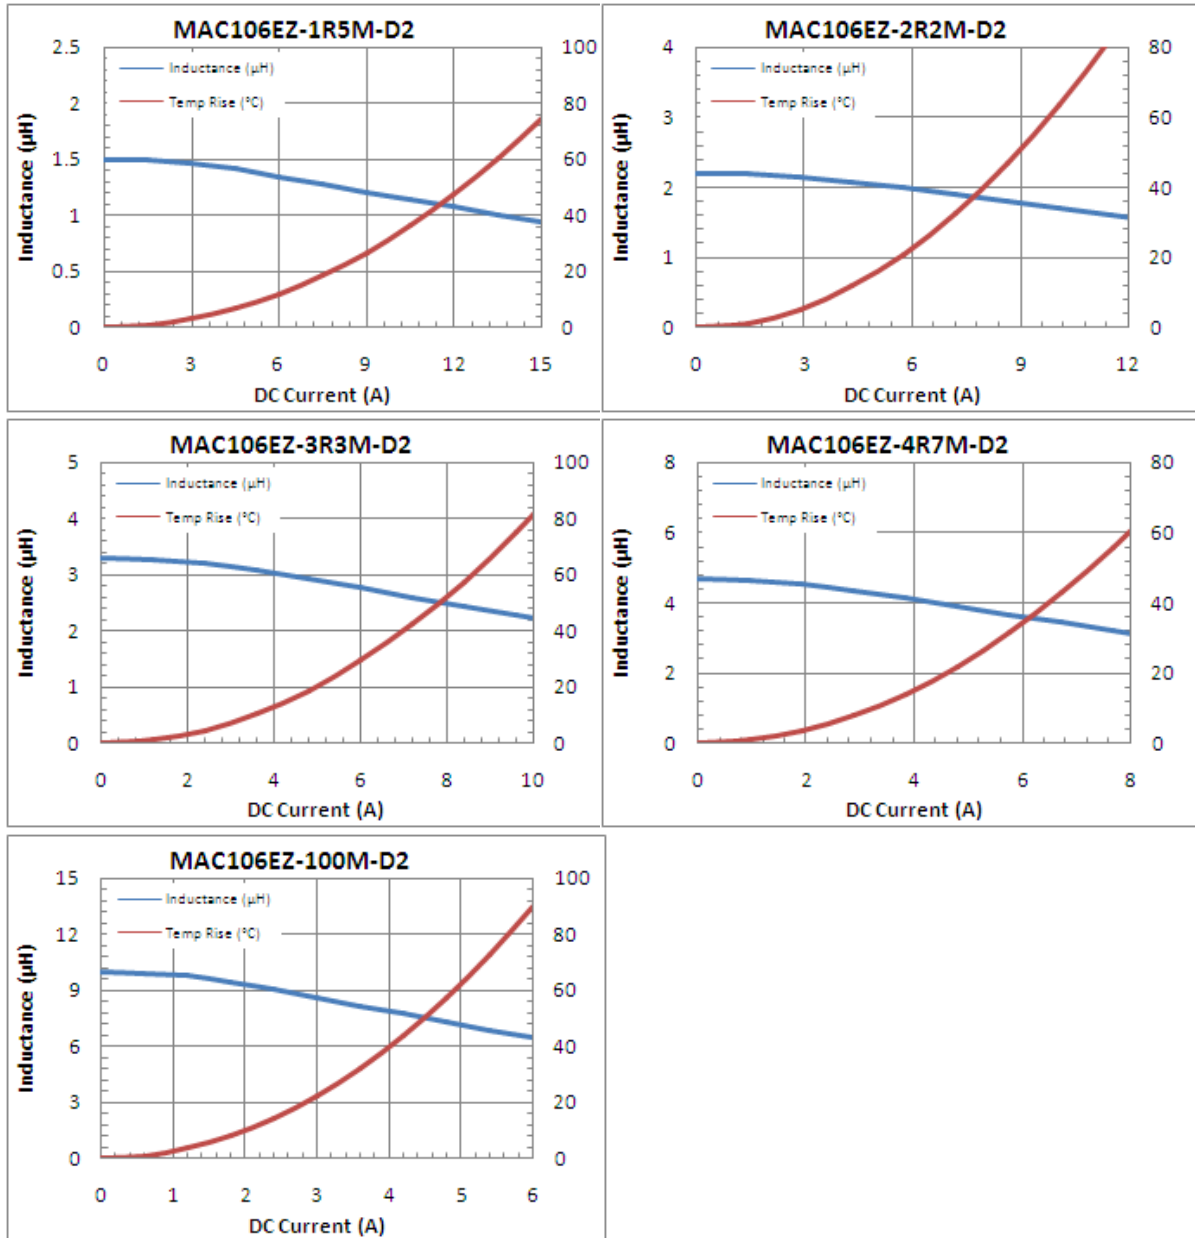 MAC106EZ-1R5M-D2
Inductance (µH)
Temp Rise (°C)
Inductance (µH)
2.5
2
1.5
1
0.5
0
100
80
60
40
20
0
0 3 6 9 12 15
DC Current (A)
MAC106EZ-2R2M-D2
Inductance (µH)
Temp Rise (°C)
Inductance (µH)
4
3
2
1
0
80
60
40
20
0
0 3 6 9 12
DC Current (A)
MAC106EZ-3R3M-D2
Inductance (µH)
Temp Rise (°C)
Inductance (µH)
5
4
3
2
1
0
100
80
60
40
20
0
0 2 4 6 8 10
DC Current (A)
MAC106EZ-4R7M-D2
Inductance (µH)
Temp Rise (°C)
Inductance (µH)
8
6
4
2
0
80
60
40
20
0
0 2 4 6 8
DC Current (A)
MAC106EZ-100M-D2
Inductance (µH)
Temp Rise (°C)
Inductance (µH)
15
12
9
6
3
0
100
80
60
40
20
0
0 1 2 3 4 5 6
DC Current (A)